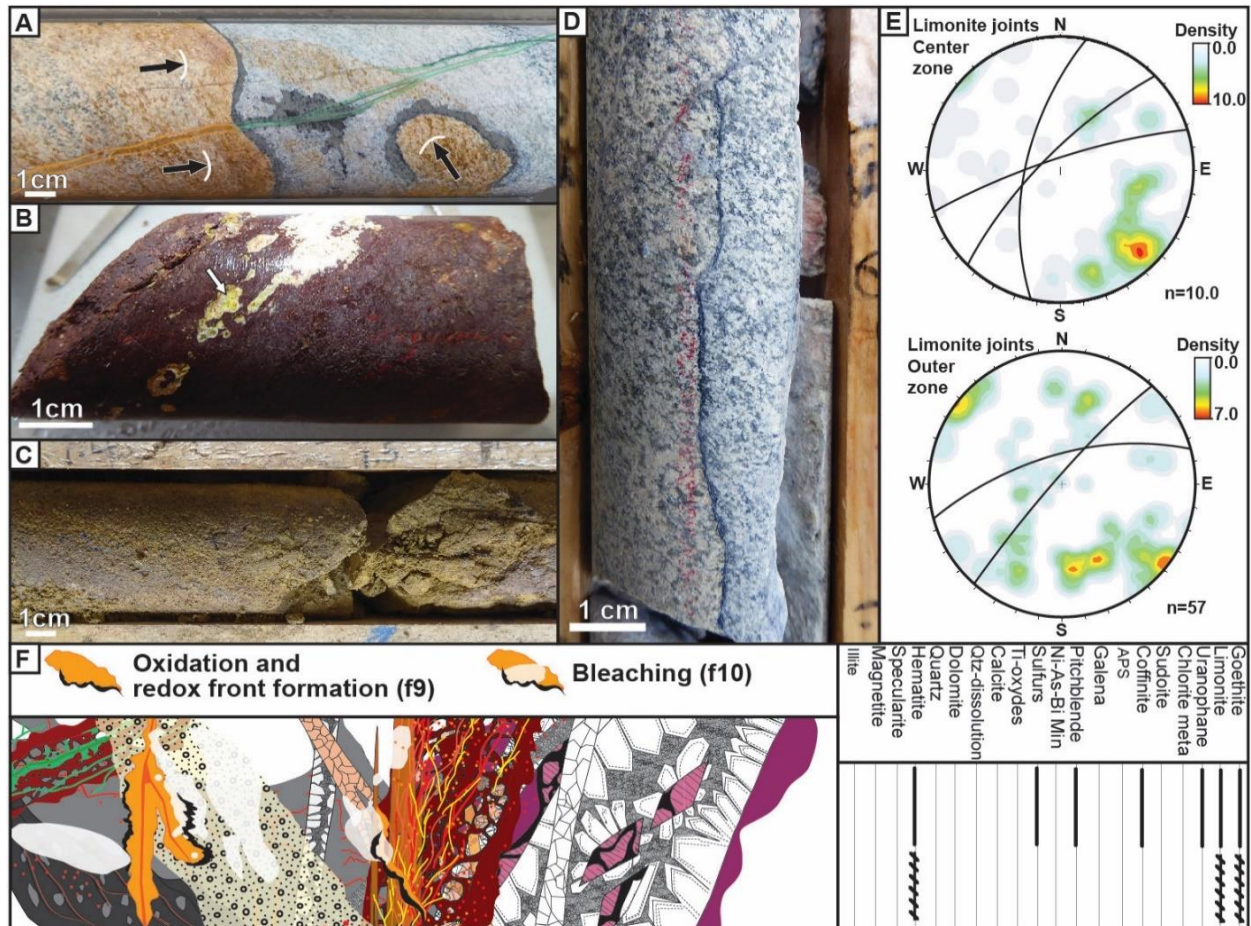 A
1cm
B
1cm
C
1cm
D
1 cm
E
Limonite joints
Center
zone
N
Density
0.0
10.0
W
E
S
n=10.0
Limonite joints
Outer
zone
N
Density
0.0
7.0
W
E
S
n=57
F
Oxidation and
redox front formation (f9)
Bleaching (f10)
Illite
Magnetite
Specularite
Hematite
Quartz
Dolomite
Qtz-dissolution
Calcite
Ti-oxydes
Sulfurs
Ni-As-Bi Min
Pitchblende
Galena
APS
Coffinite
Sudoite
Chlorite meta
Uranophane
Limonite
Goethite